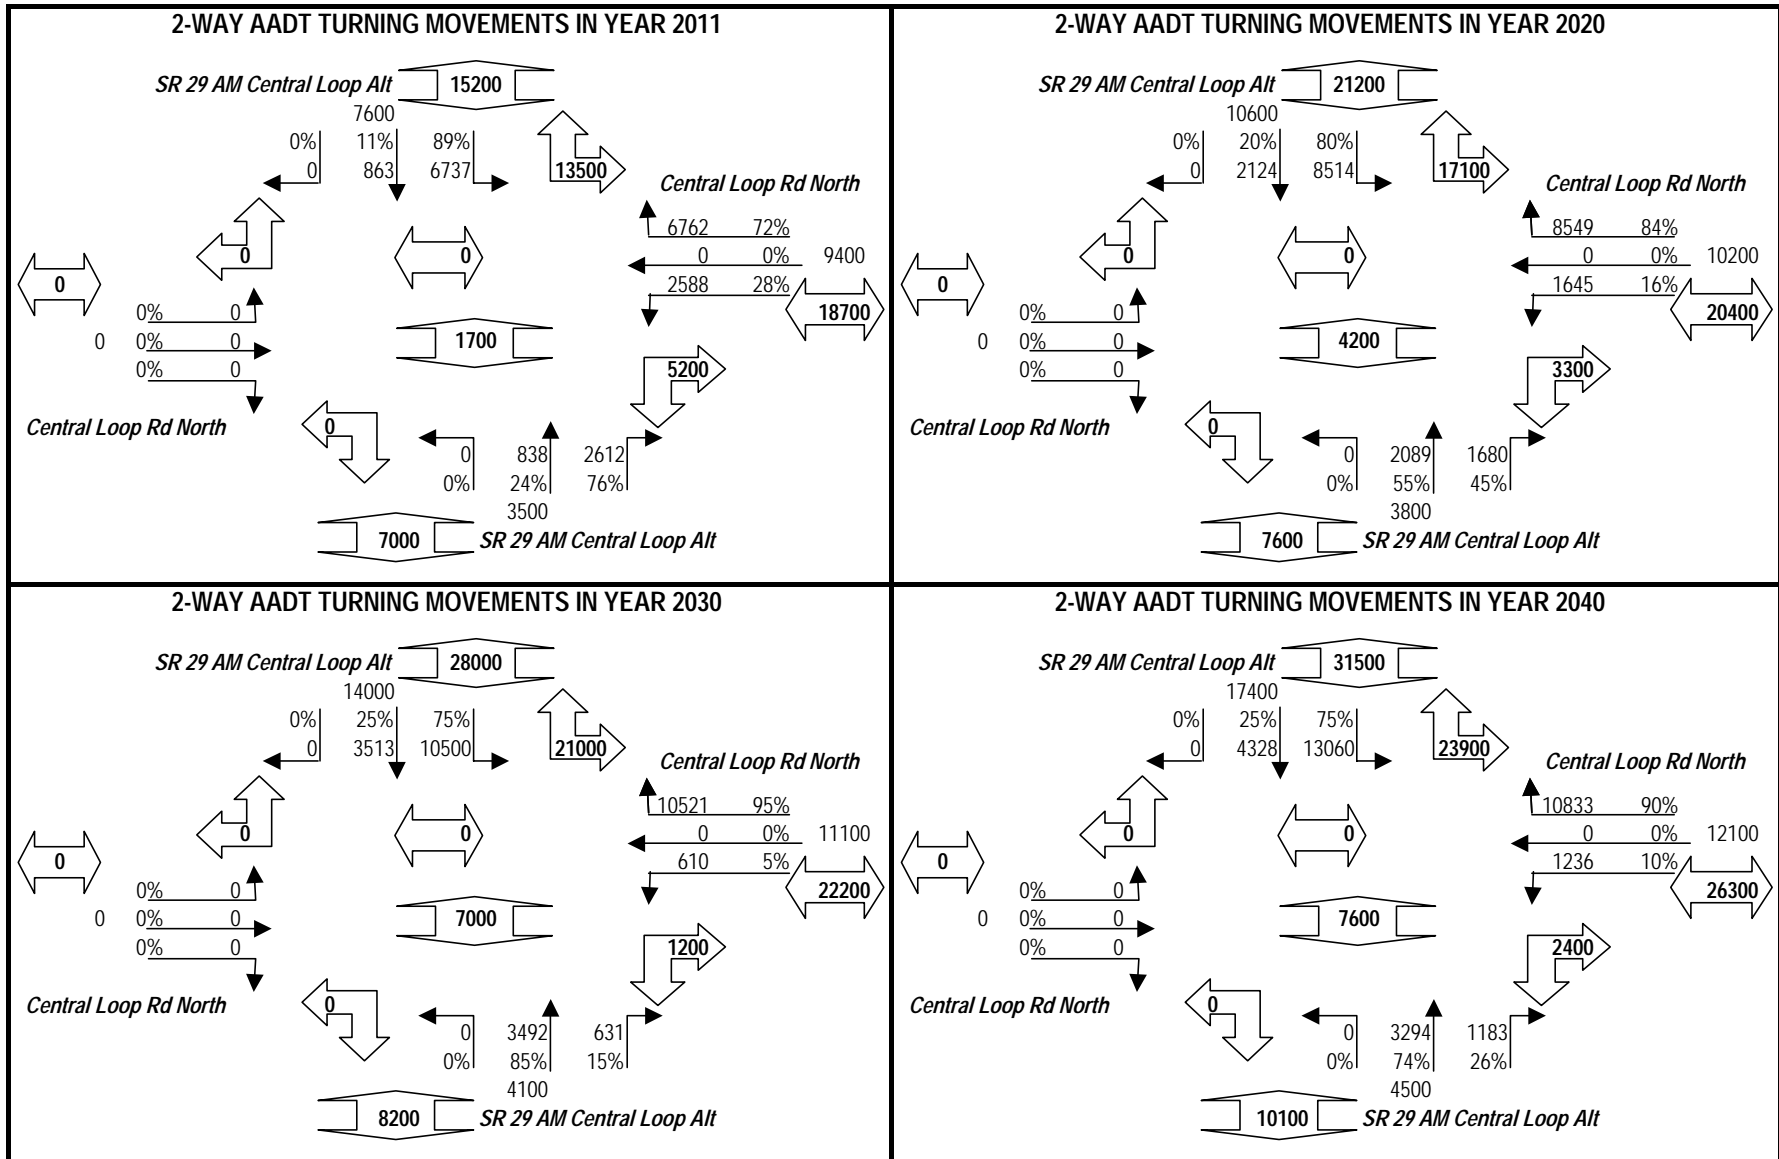 2-WAY AADT TURNING MOVEMENTS IN YEAR 2011
SR 29 AM Central Loop Alt 15200
7600
0% 11% 89%
0 863 6737 13500
Central Loop Rd North
6762 72%
0 0 0 0% 9400
0 2588 28%
18700
0% 0
0 0% 0 1700
0% 0 5200
Central Loop Rd North 0
0 838 2612
0% 24% 76%
3500
7000 SR 29 AM Central Loop Alt
2-WAY AADT TURNING MOVEMENTS IN YEAR 2020
SR 29 AM Central Loop Alt 21200
10600
0% 20% 80%
0 2124 8514 17100
Central Loop Rd North
8549 84%
0 0 0 0% 10200
0 1645 16%
20400
0% 0
0 0% 0 4200
0% 0 3300
Central Loop Rd North 0
0 2089 1680
0% 55% 45%
3800
7600 SR 29 AM Central Loop Alt
2-WAY AADT TURNING MOVEMENTS IN YEAR 2030
SR 29 AM Central Loop Alt 28000
14000
0% 25% 75%
0 3513 10500 21000
Central Loop Rd North
10521 95%
0 0 0 0% 11100
0 610 5%
22200
0% 0
0 0% 0 7000
0% 0 1200
Central Loop Rd North 0
0 3492 631
0% 85% 15%
4100
8200 SR 29 AM Central Loop Alt
2-WAY AADT TURNING MOVEMENTS IN YEAR 2040
SR 29 AM Central Loop Alt 31500
17400
0% 25% 75%
0 4328 13060 23900
Central Loop Rd North
10833 90%
0 0 0 0% 12100
0 1236 10%
26300
0% 0
0 0% 0 7600
0% 0 2400
Central Loop Rd North 0
0 3294 1183
0% 74% 26%
4500
10100 SR 29 AM Central Loop Alt